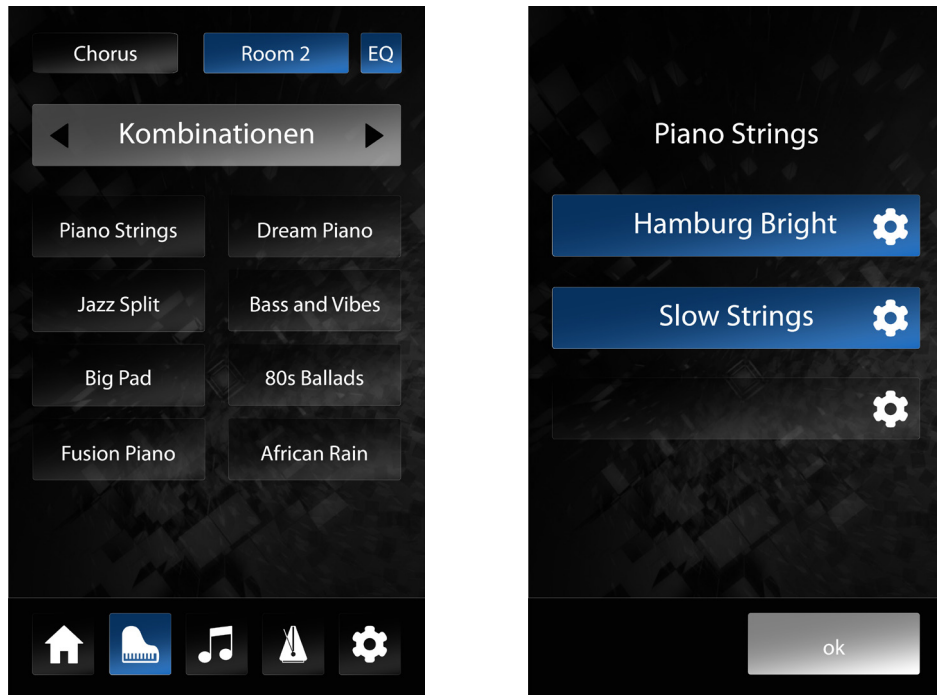 Chorus
Room 2
EQ
Kombinationen
Piano Strings
Dream Piano
Jazz Split
Bass and Vibes
Big Pad
80s Ballads
Fusion Piano
African Rain
Piano Strings
Hamburg Bright
Slow Strings
ok